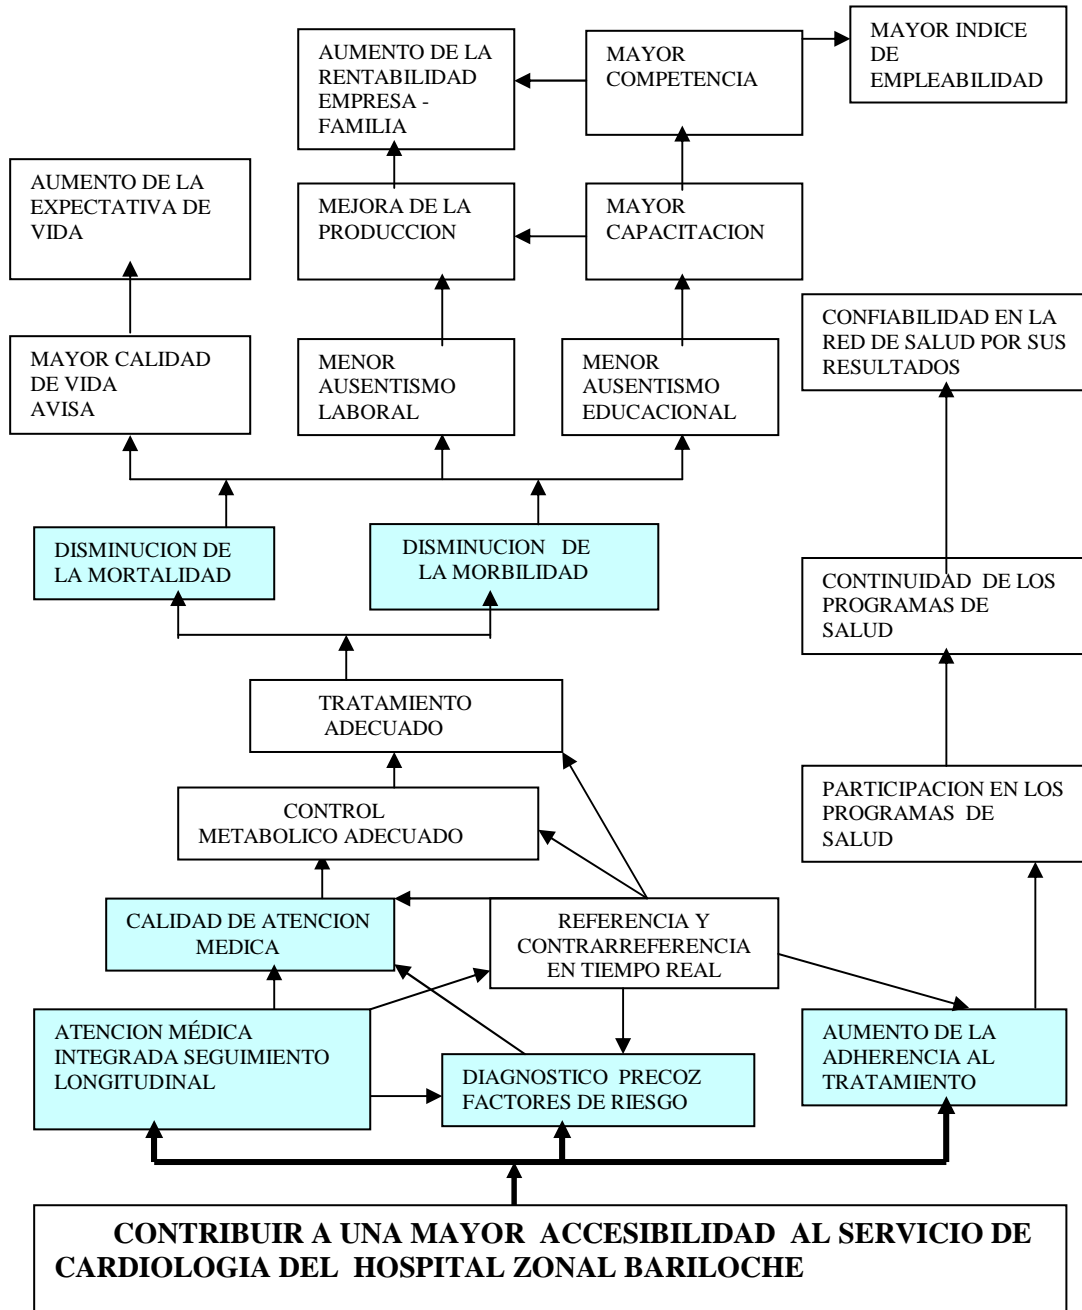 AUMENTO DE LA
RENTABILIDAD
EMPRESA -
FAMILIA
MAYOR
COMPETENCIA
MAYOR INDICE
DE
EMPLEABILIDAD
AUMENTO DE LA
EXPECTATIVA DE
VIDA
MEJORA DE LA
PRODUCCION
MAYOR
CAPACITACION
MAYOR CALIDAD
DE VIDA
AVISA
MENOR
AUSENTISMO
LABORAL
MENOR
AUSENTISMO
EDUCACIONAL
CONFIABILIDAD EN LA
RED DE SALUD POR SUS
RESULTADOS
DISMINUCION DE
LA MORTALIDAD
DISMINUCION DE
LA MORBILIDAD
CONTINUIDAD DE LOS
PROGRAMAS DE
SALUD
TRATAMIENTO
ADECUADO
CONTROL
METABOLICO ADECUADO
PARTICIPACION EN LOS
PROGRAMAS DE
SALUD
CALIDAD DE ATENCION
MEDICA
REFERENCIA Y
CONTRARREFERENCIA
EN TIEMPO REAL
ATENCION MÉDICA
INTEGRADA SEGUIMIENTO
LONGITUDINAL
DIAGNOSTICO PRECOZ
FACTORES DE RIESGO
AUMENTO DE LA
ADHERENCIA AL
TRATAMIENTO
CONTRIBUIR A UNA MAYOR ACCESIBILIDAD AL SERVICIO DE
CARDIOLOGIA DEL HOSPITAL ZONAL BARILOCHE